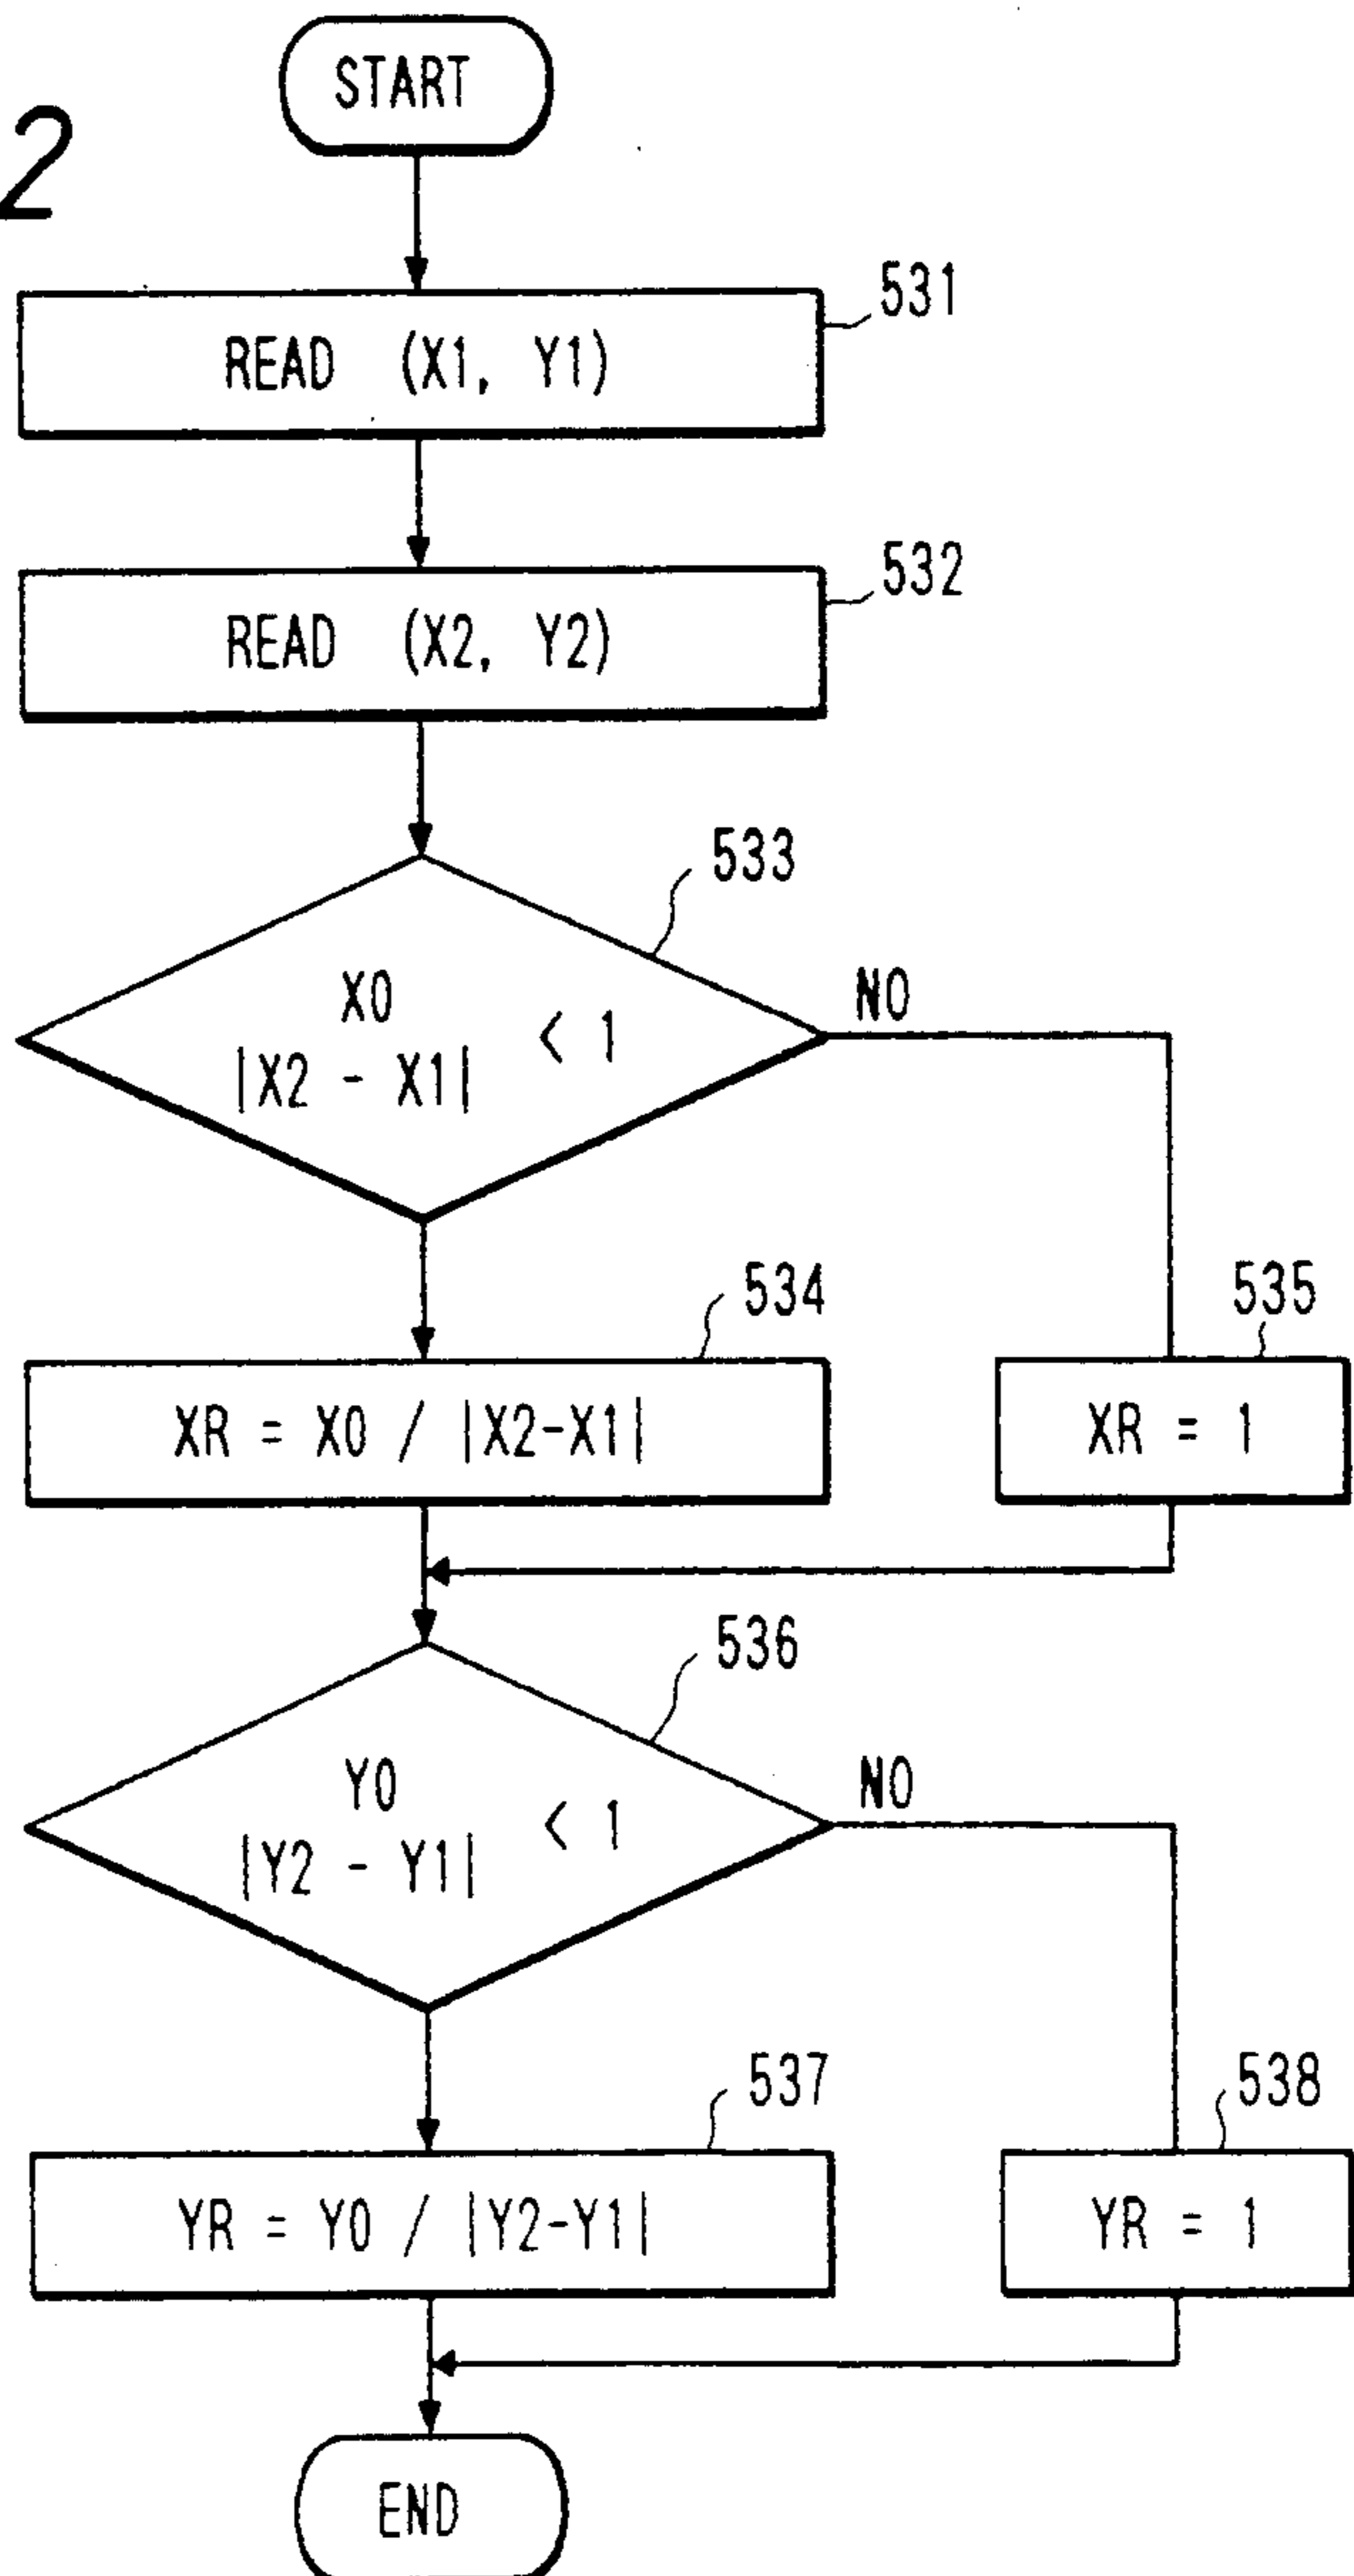 2
START
531
READ (X1, Y1)
532
READ (X2, Y2)
533
X0
|X2 - X1| < 1
NO
534
XR = X0 / |X2-X1|
535
XR = 1
536
Y0
|Y2 - Y1| < 1
NO
537
YR = Y0 / |Y2-Y1|
538
YR = 1
END